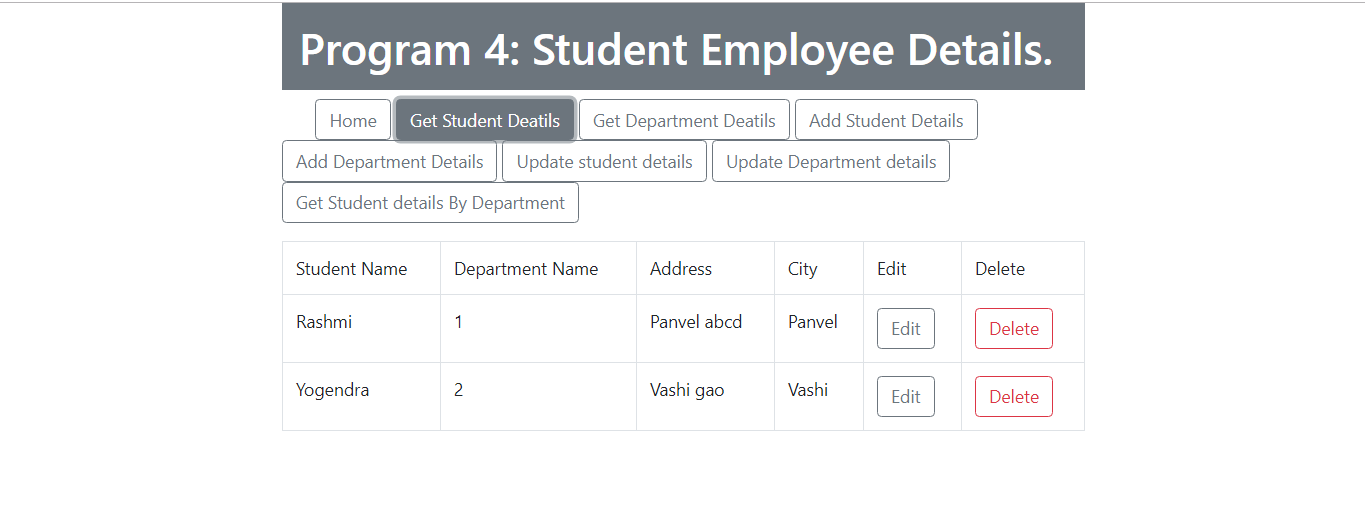 Program 4: Student Employee Details.
Home Get Student Deatils Get Department Deatils Add Student Details
Add Department Details Update student details Update Department details
Get Student details By Department
Student Name Department Name Address City Edit Delete
Rashmi 1 Panvel abcd Panvel Edit Delete
Yogendra 2 Vashi gao Vashi Edit Delete